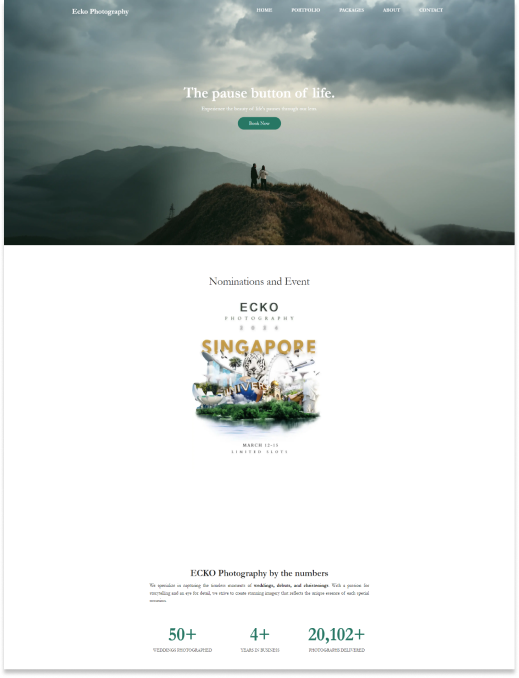 Ecko Photography
HOME PORTFOLIO PACKAGES ABOUT CONTACT
The pause button of life.
Experience the beauty of life's pauses through our lens.
Book Now
Nominations and Event
ECKO
PHOTOGRAPHY
2024
SINGAPORE
UNIVERSAL
MARCH 12-15
LIMITED SLOTS
ECKO Photography by the numbers
We specialize in capturing the timeless moments of weddings, debuts, and christenings. With a passion for
storytelling and an eye for detail, we strive to create stunning imagery that reflects the unique essence of each special
moment.
50+ 4+ 20,102+
WEDDINGS PHOTOGRAPHED YEARS IN BUSINESS PHOTOGRAPHS DELIVERED